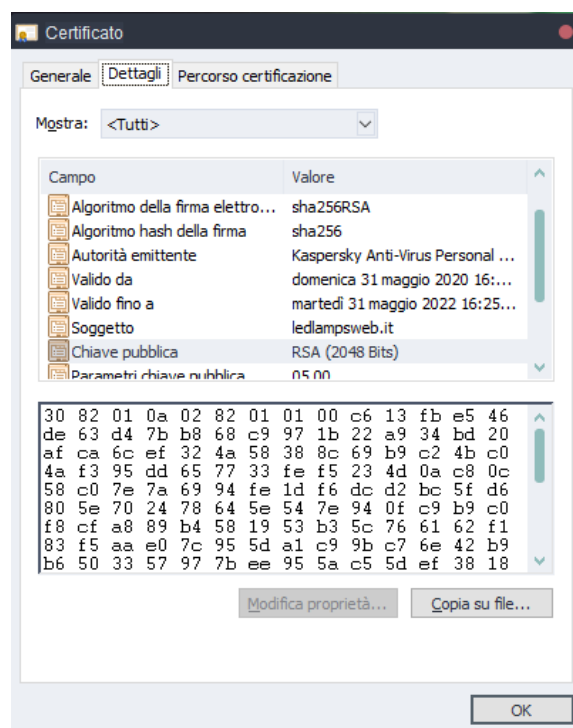 Certificato
Generale Dettagli Percorso certificazione
Mostra: <Tutti>
Campo Valore
Algoritmo della firma elettro... sha256RSA
Algoritmo hash della firma sha256
Autorità emittente Kaspersky Anti-Virus Personal ...
Valido da domenica 31 maggio 2020 16:...
Valido fino a martedì 31 maggio 2022 16:25...
Soggetto ledlampsweb.it
Chiave pubblica RSA (2048 Bits)
Parametri chiave pubblica 05 00
30 82 01 0a 02 82 01 01 00 c6 13 fb e5 46
de 63 d4 7b b8 68 c9 97 1b 22 a9 34 bd 20
af ca 6c ef 32 4a 58 38 8c 69 b9 c2 4b c0
4a f3 95 dd 65 77 33 fe f5 23 4d 0a c8 0c
58 c0 7e 7a 69 94 fe 1d f6 dc d2 bc 5f d6
80 5e 70 24 78 64 5e 54 7e 94 0f c9 b9 c0
f8 cf a8 89 b4 58 19 53 b3 5c 76 61 62 f1
83 f5 aa e0 7c 95 5d a1 c9 9b c7 6e 42 b9
b6 50 33 57 97 7b ee 95 5a c5 5d ef 38 18
Modifica proprietà... Copia su file...
OK